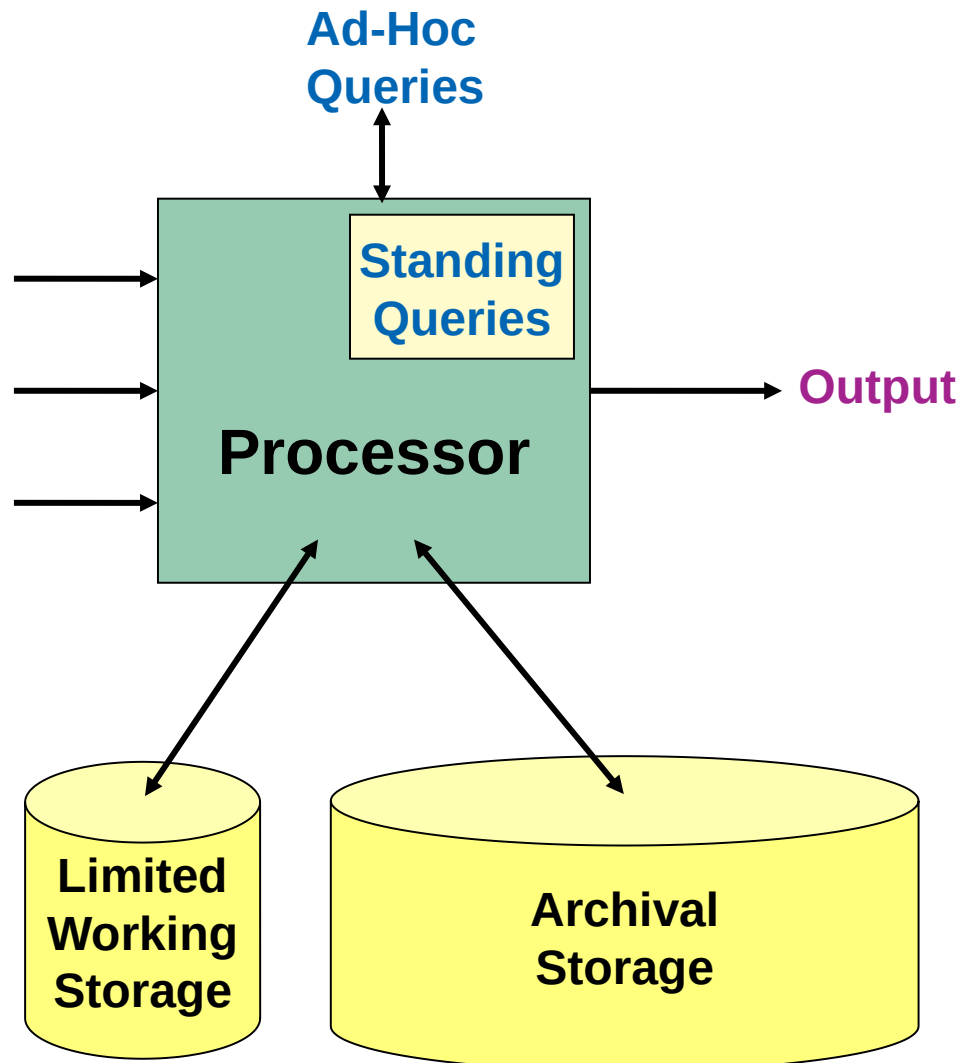 Ad-Hoc
Queries
Standing
Queries
Output
Processor
Limited
Working
Storage
Archival
Storage